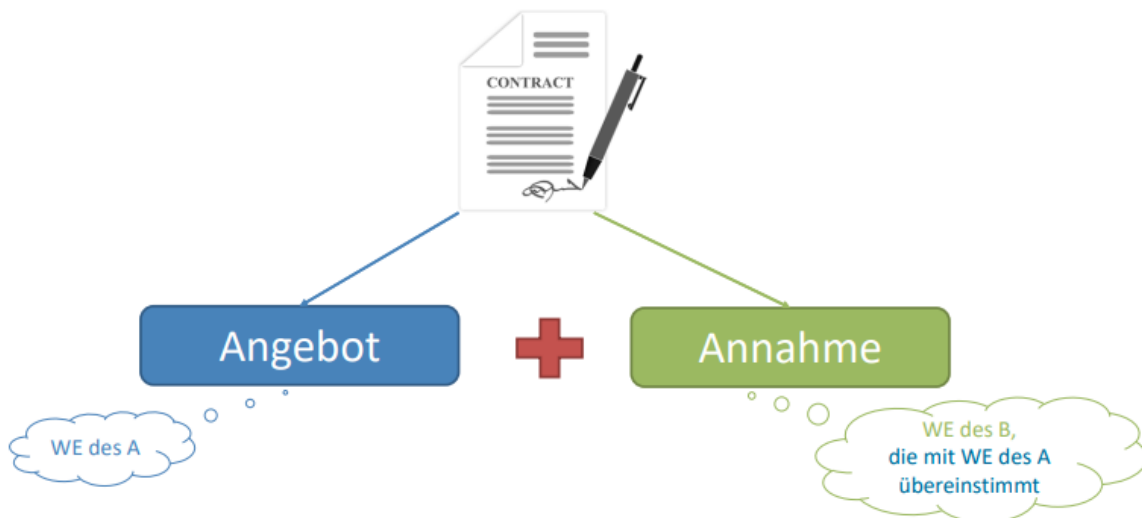 CONTRACT
Angebot
Annahme
WE des A
WE des B,
die mit WE des A
übereinstimmt